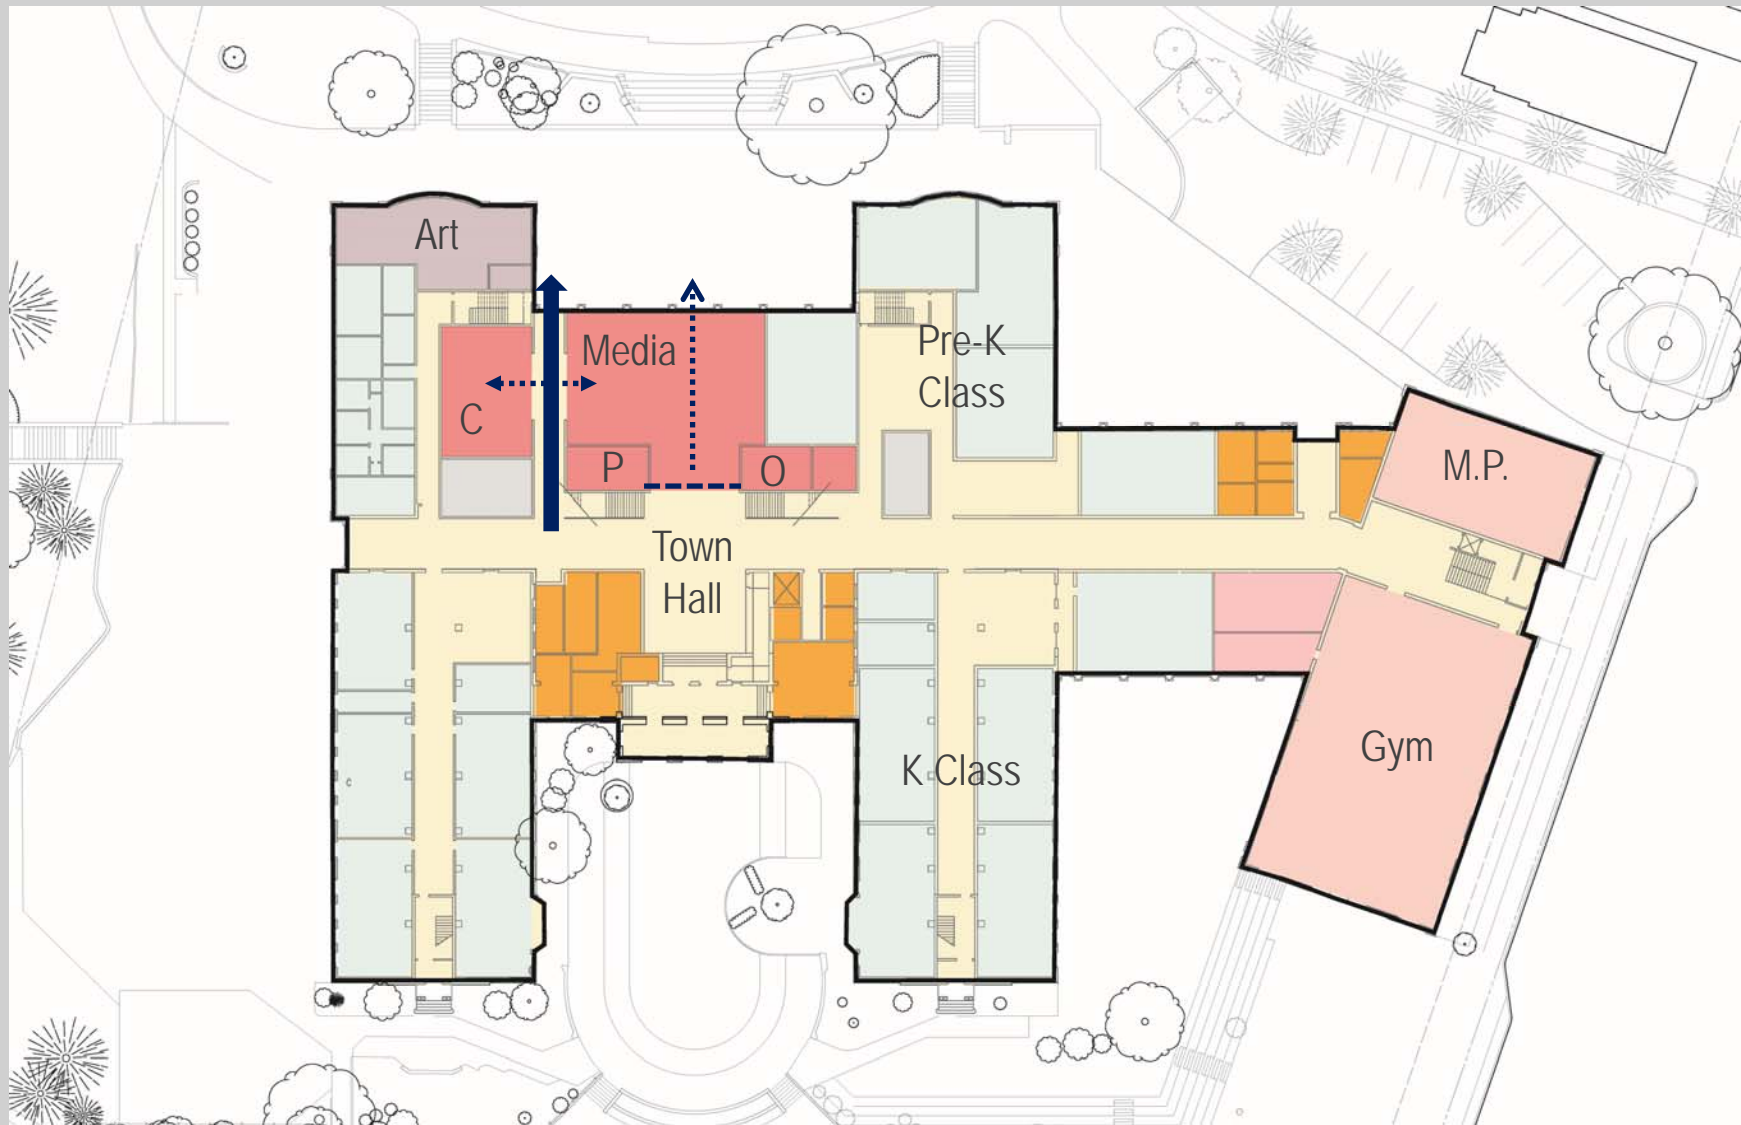 Art
Media
Pre-K
Class
C
P
O
M.P.
Town
Hall
Gym
K Class
c